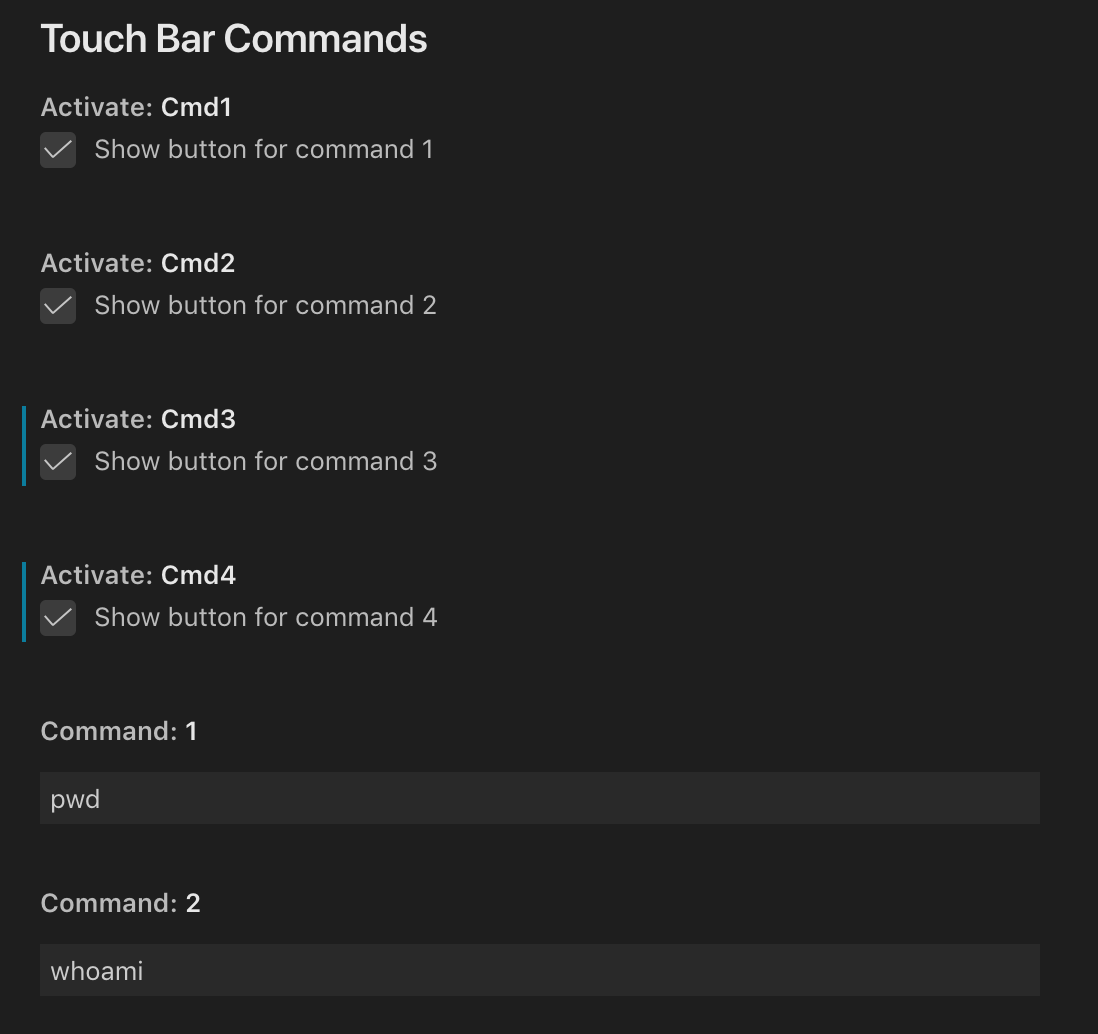 Touch Bar Commands
Activate: Cmd1
Show button for command 1
Activate: Cmd2
Show button for command 2
Activate: Cmd3
Show button for command 3
Activate: Cmd4
Show button for command 4
Command: 1
pwd
Command: 2
whoami